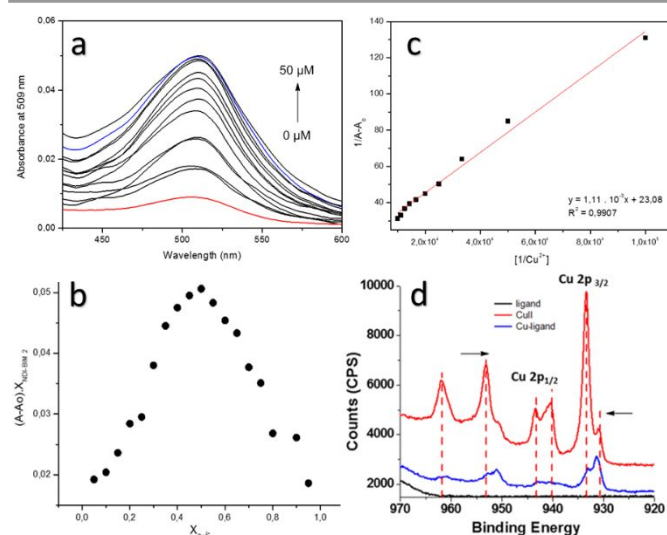 a
0,06
0,04
0,02
0,00
Absorbance at 509 nm
50 µM
0 µM
450
500
550
600
Wavelength (nm)
c
140
120
100
80
60
40
1/A-A₀
y = 1,11 . 10⁻³x + 23,08
R² = 0,9907
2,0x10⁴
4,0x10⁴
6,0x10⁴
8,0x10⁴
[1/Cu²⁺]
b
0,05
0,04
0,03
0,02
(A-Ao).X
0,0
0,2
0,4
0,6
0,8
1,0
d
10000
8000
6000
4000
2000
Counts (CPS)
ligand
CuII
Cu-ligand
Cu 2p 3/2
Cu 2p1/2
970
960
950
940
930
920
Binding Energy